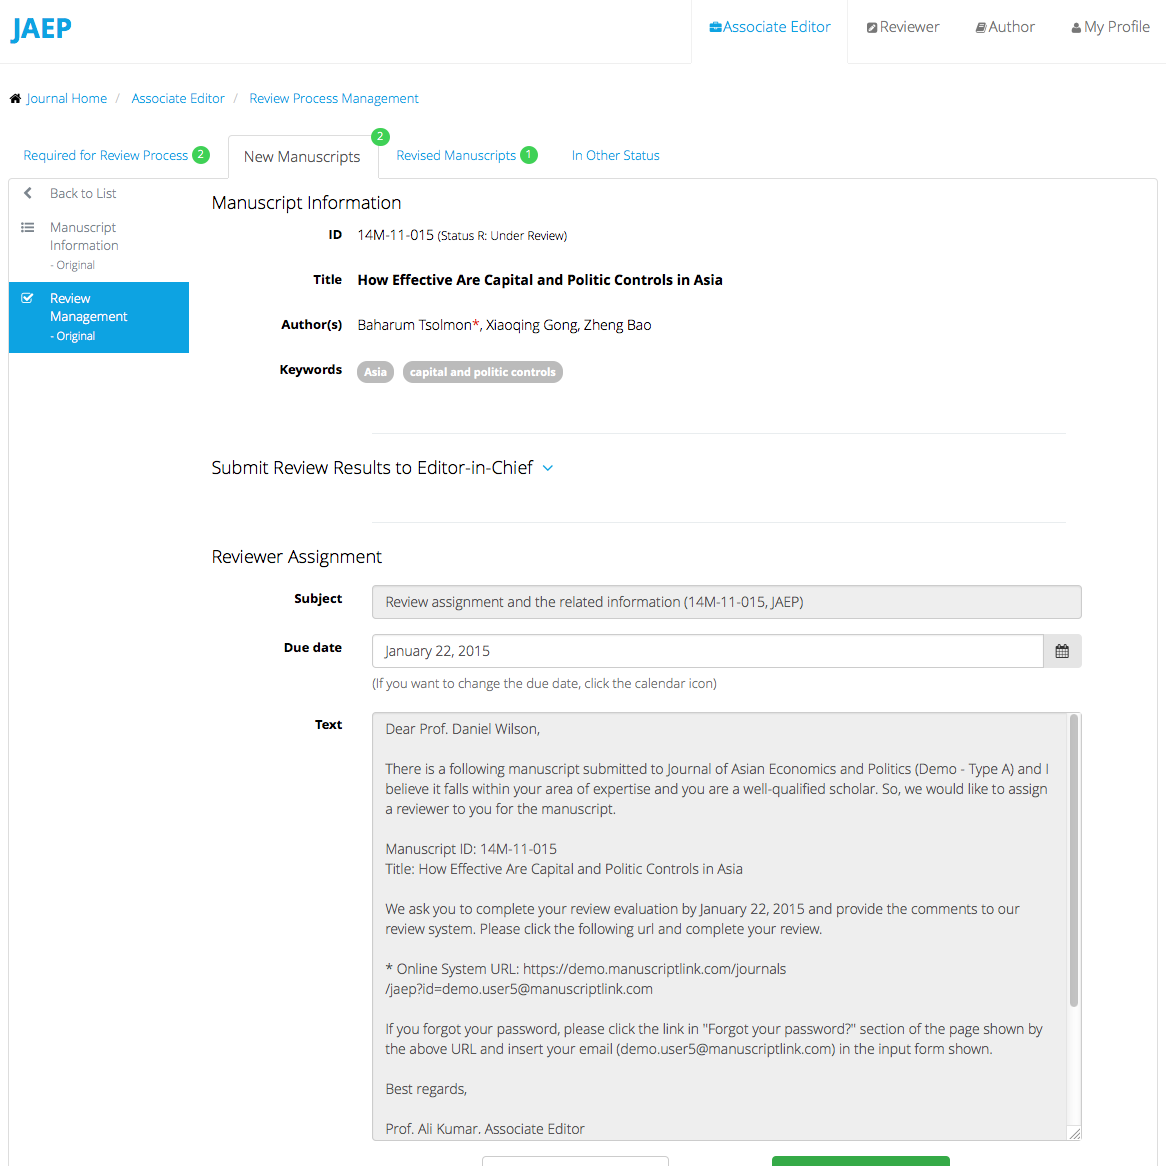 JAEP
Associate Editor
Reviewer
Author
My Profile
Journal Home / Associate Editor / Review Process Management
Required for Review Process 2
New Manuscripts 2
Revised Manuscripts 1
In Other Status
Back to List
Manuscript
Information
- Original
Review
Management
- Original
Manuscript Information
ID 14M-11-015 (Status R: Under Review)
Title How Effective Are Capital and Politic Controls in Asia
Author(s) Baharum Tsolmon*, Xiaoqing Gong, Zheng Bao
Keywords Asia capital and politic controls
Submit Review Results to Editor-in-Chief
Reviewer Assignment
Subject Review assignment and the related information (14M-11-015, JAEP)
Due date January 22, 2015
(If you want to change the due date, click the calendar icon)
Text Dear Prof. Daniel Wilson,
There is a following manuscript submitted to Journal of Asian Economics and Politics (Demo - Type A) and I
believe it falls within your area of expertise and you are a well-qualified scholar. So, we would like to assign
a reviewer to you for the manuscript.
Manuscript ID: 14M-11-015
Title: How Effective Are Capital and Politic Controls in Asia
We ask you to complete your review evaluation by January 22, 2015 and provide the comments to our
review system. Please click the following url and complete your review.
* Online System URL: https://demo.manuscriptlink.com/journals
/jaep?id=demo.user5@manuscriptlink.com
If you forgot your password, please click the link in "Forgot your password?" section of the page shown by
the above URL and insert your email (demo.user5@manuscriptlink.com) in the input form shown.
Best regards,
Prof. Ali Kumar. Associate Editor